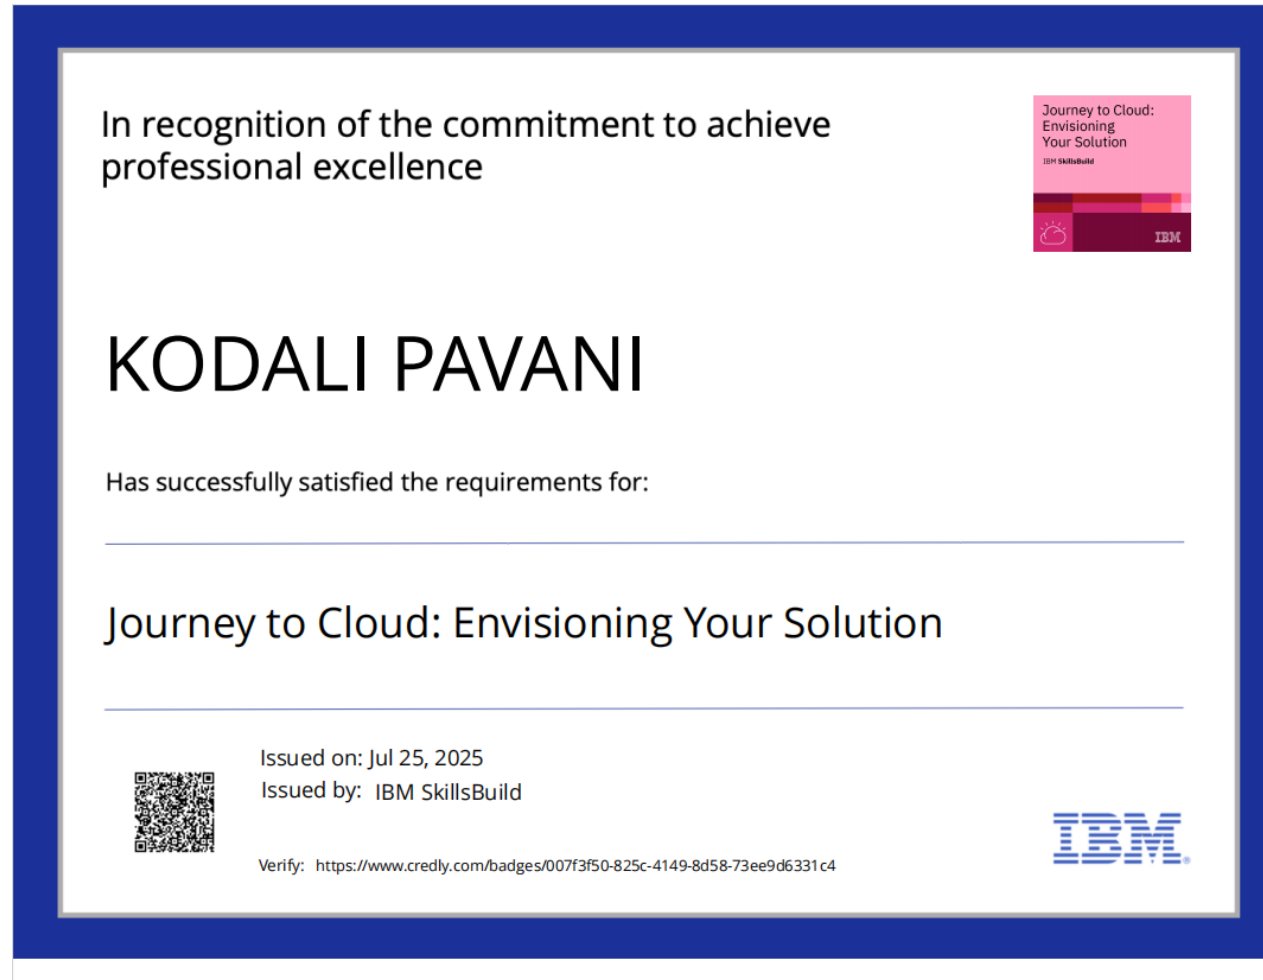 In recognition of the commitment to achieve
professional excellence
Journey to Cloud:
Envisioning
Your Solution
IBM SkillsBuild
IBM
KODALI PAVANI
Has successfully satisfied the requirements for:
Journey to Cloud: Envisioning Your Solution
Issued on: Jul 25, 2025
Issued by: IBM SkillsBuild
Verify: https://www.credly.com/badges/007f3f50-825c-4149-8d58-73ee9d6331c4
IBM®